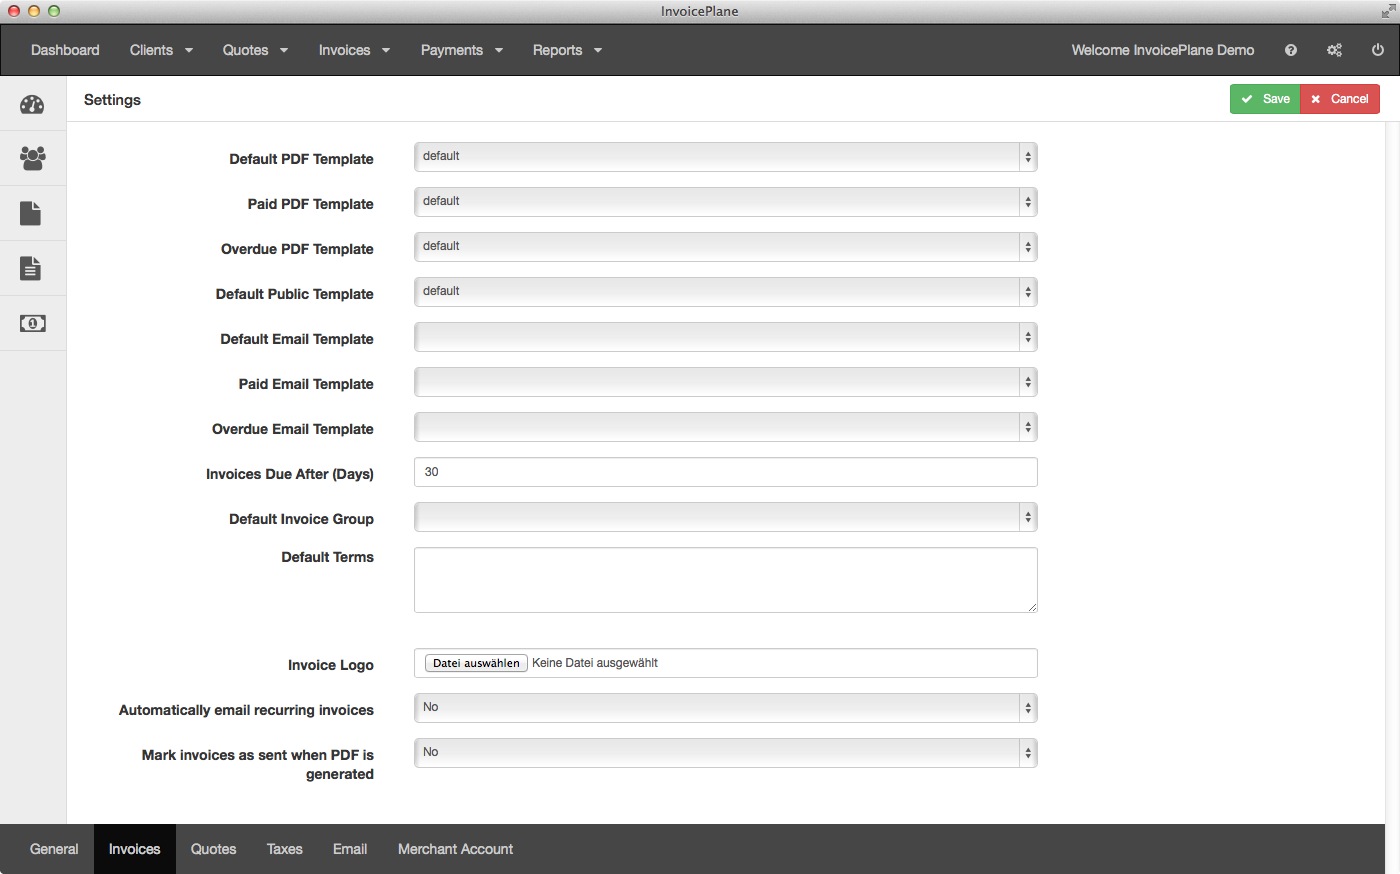 InvoicePlane
Dashboard Clients Quotes Invoices Payments Reports Welcome InvoicePlane Demo
Settings Save Cancel
Default PDF Template default
Paid PDF Template default
Overdue PDF Template default
Default Public Template default
Default Email Template
Paid Email Template
Overdue Email Template
Invoices Due After (Days) 30
Default Invoice Group
Default Terms
Invoice Logo Datei auswählen Keine Datei ausgewählt
Automatically email recurring invoices No
Mark invoices as sent when PDF is No
generated
General Invoices Quotes Taxes Email Merchant Account